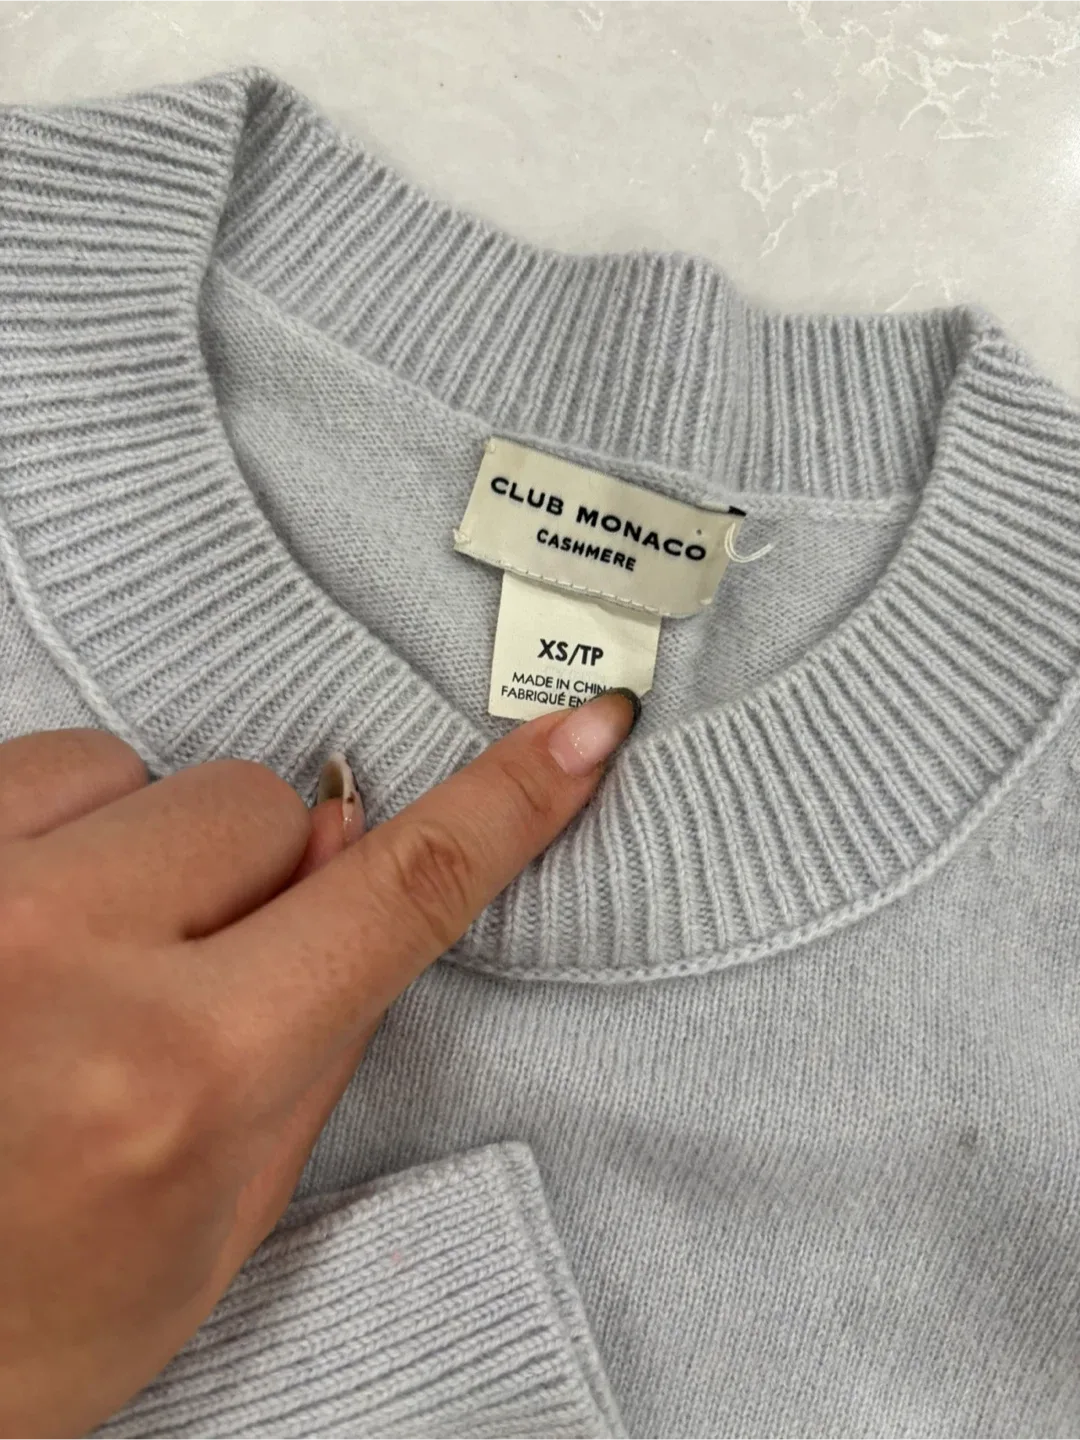 CLUB MONACO
CASHMERE
XS/TP
MADE IN
FABRIQUÉ EN